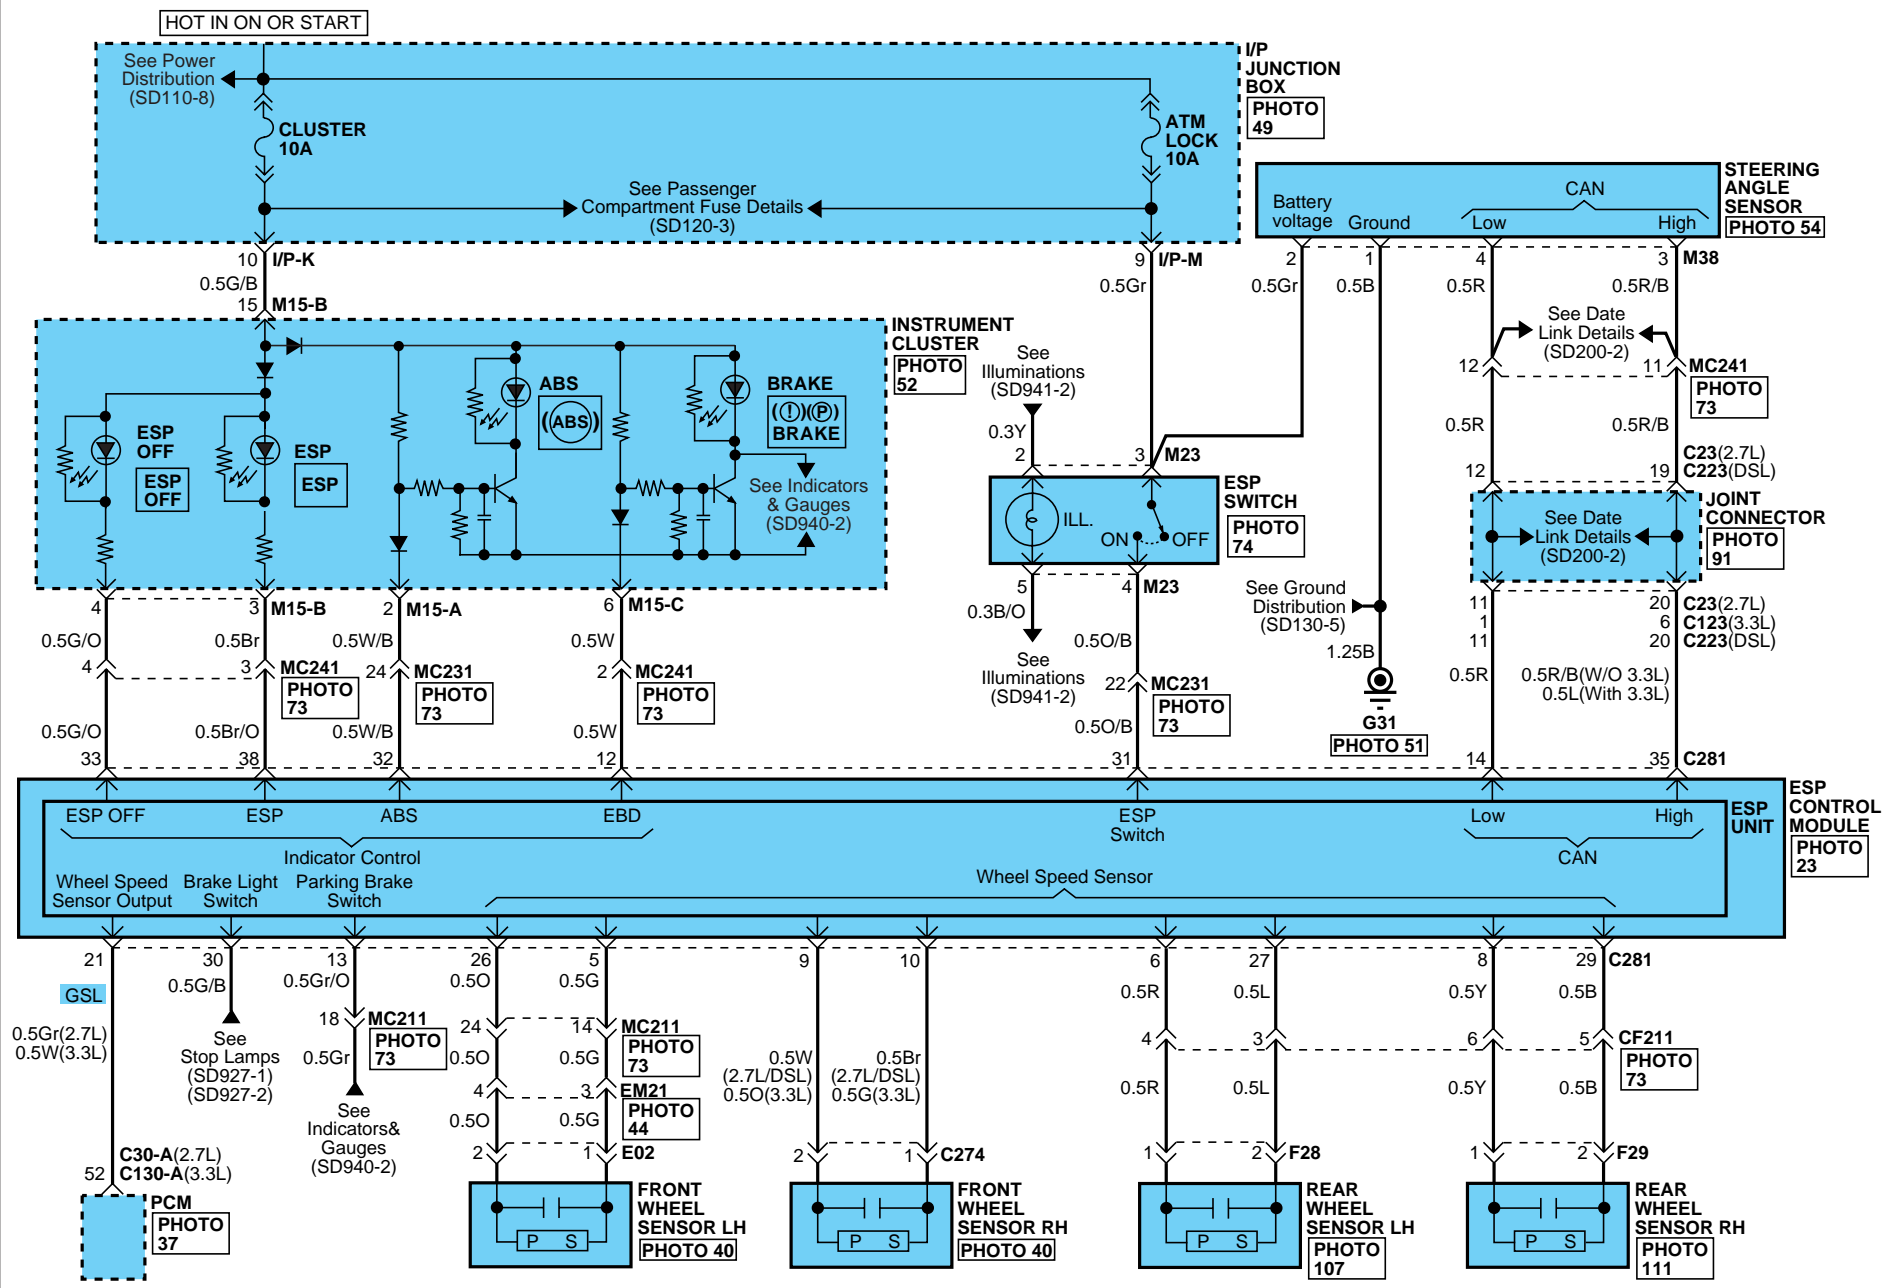 HOT IN ON OR START
See Power
Distribution
(SD110-8)
CLUSTER
10A
See Passenger
Compartment Fuse Details
(SD120-3)
ATM
LOCK
10A
I/P
JUNCTION
BOX
PHOTO
49
10 I/P-K
0.5G/B
15 M15-B
9 I/P-M
0.5Gr
STEERING
ANGLE
SENSOR
PHOTO 54
Battery
voltage
Ground
CAN
Low
High
2
1
4
3 M38
0.5Gr
0.5B
0.5R
0.5R/B
See Date
Link Details
(SD200-2)
12
11 MC241
PHOTO
73
0.5R
0.5R/B
C23(2.7L)
C223(DSL)
12
19
JOINT
CONNECTOR
PHOTO
91
See Date
Link Details
(SD200-2)
11
20 C23(2.7L)
1
6 C123(3.3L)
11
20 C223(DSL)
0.5R
0.5R/B(W/O 3.3L)
0.5L(With 3.3L)
INSTRUMENT
CLUSTER
PHOTO
52
ESP
OFF
ESP
OFF
ESP
ESP
ABS
(ABS)
BRAKE
(!)(P)
BRAKE
See Indicators
& Gauges
(SD940-2)
See
Illuminations
(SD941-2)
0.3Y
2
3 M23
ESP
SWITCH
PHOTO
74
ILL.
ON
OFF
5
4 M23
0.3B/O
0.5O/B
See
Illuminations
(SD941-2)
22 MC231
PHOTO
73
0.5O/B
See Ground
Distribution
(SD130-5)
1.25B
G31
PHOTO 51
4
3 M15-B
2 M15-A
6 M15-C
0.5G/O
0.5Br
0.5W/B
0.5W
4
3 MC241
PHOTO
73
24 MC231
PHOTO
73
2 MC241
PHOTO
73
0.5G/O
0.5Br/O
0.5W/B
0.5W
33
38
32
12
31
14
35 C281
ESP OFF
ESP
ABS
EBD
ESP
Switch
Low
High
Indicator Control
CAN
ESP
UNIT
ESP
CONTROL
MODULE
PHOTO
23
Wheel Speed
Sensor Output
Brake Light
Switch
Parking Brake
Switch
Wheel Speed Sensor
21
30
13
26
5
9
10
6
27
8
29 C281
GSL
0.5Gr(2.7L)
0.5W(3.3L)
0.5G/B
See
Stop Lamps
(SD927-1)
(SD927-2)
0.5Gr/O
18 MC211
PHOTO
73
0.5Gr
See
Indicators&
Gauges
(SD940-2)
C30-A(2.7L)
52 C130-A(3.3L)
PCM
PHOTO
37
0.5O
0.5G
24
14 MC211
PHOTO
73
0.5O
0.5G
4
3 EM21
PHOTO
44
0.5O
0.5G
2
1 E02
FRONT
WHEEL
SENSOR LH
PHOTO 40
P S
0.5W
(2.7L/DSL)
0.5O(3.3L)
0.5Br
(2.7L/DSL)
0.5G(3.3L)
2
1 C274
FRONT
WHEEL
SENSOR RH
PHOTO 40
P S
0.5R
0.5L
4
3
0.5R
0.5L
1
2 F28
REAR
WHEEL
SENSOR LH
PHOTO
107
P S
0.5Y
0.5B
6
5 CF211
PHOTO
73
0.5Y
0.5B
1
2 F29
REAR
WHEEL
SENSOR RH
PHOTO
111
P S